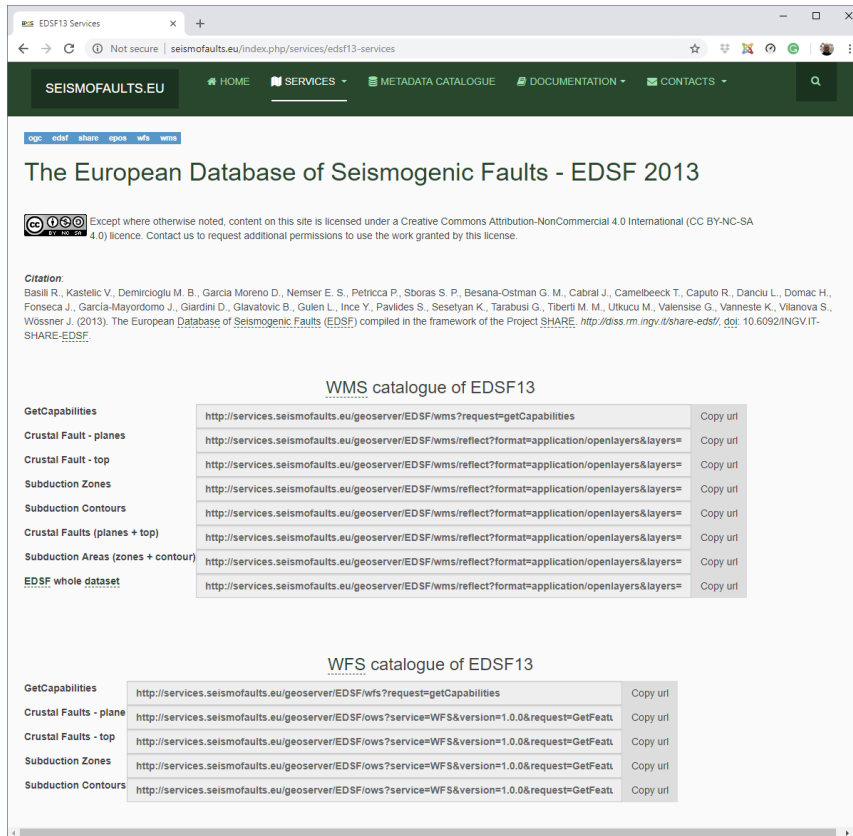 EDSF13 Services
Not secure | seismofaults.eu/index.php/services/edsf13-services
SEISMOFAULTS.EU
HOME
SERVICES
METADATA CATALOGUE
DOCUMENTATION
CONTACTS
ogc edsf share epos wfs wms
The European Database of Seismogenic Faults - EDSF 2013
cc BY NC SA Except where otherwise noted, content on this site is licensed under a Creative Commons Attribution-NonCommercial 4.0 International (CC BY-NC-SA
4.0) licence. Contact us to request additional permissions to use the work granted by this license.
Citation:
Basili R., Kastelic V., Demircioglu M. B., Garcia Moreno D., Nemser E. S., Petricca P., Sboras S. P., Besana-Ostman G. M., Cabral J., Camelbeeck T., Caputo R., Danciu L., Domac H.,
Fonseca J., García-Mayordomo J., Giardini D., Glavatovic B., Gulen L., Ince Y., Pavlides S., Sesetyan K., Tarabusi G., Tiberti M. M., Utkucu M., Valensise G., Vanneste K., Vilanova S.,
Wössner J. (2013). The European Database of Seismogenic Faults (EDSF) compiled in the framework of the Project SHARE. http://diss.rm.ingv.it/share-edsf/, doi: 10.6092/INGV.IT-
SHARE-EDSF.
WMS catalogue of EDSF13
GetCapabilities http://services.seismofaults.eu/geoserver/EDSF/wms?request=getCapabilities Copy url
Crustal Fault - planes http://services.seismofaults.eu/geoserver/EDSF/wms/reflect?format=application/openlayers&layers= Copy url
Crustal Fault - top http://services.seismofaults.eu/geoserver/EDSF/wms/reflect?format=application/openlayers&layers= Copy url
Subduction Zones http://services.seismofaults.eu/geoserver/EDSF/wms/reflect?format=application/openlayers&layers= Copy url
Subduction Contours http://services.seismofaults.eu/geoserver/EDSF/wms/reflect?format=application/openlayers&layers= Copy url
Crustal Faults (planes + top) http://services.seismofaults.eu/geoserver/EDSF/wms/reflect?format=application/openlayers&layers= Copy url
Subduction Areas (zones + contour) http://services.seismofaults.eu/geoserver/EDSF/wms/reflect?format=application/openlayers&layers= Copy url
EDSF whole dataset http://services.seismofaults.eu/geoserver/EDSF/wms/reflect?format=application/openlayers&layers= Copy url
WFS catalogue of EDSF13
GetCapabilities http://services.seismofaults.eu/geoserver/EDSF/wfs?request=getCapabilities Copy url
Crustal Faults - plane http://services.seismofaults.eu/geoserver/EDSF/ows?service=WFS&version=1.0.0&request=GetFeatu Copy url
Crustal Faults - top http://services.seismofaults.eu/geoserver/EDSF/ows?service=WFS&version=1.0.0&request=GetFeatu Copy url
Subduction Zones http://services.seismofaults.eu/geoserver/EDSF/ows?service=WFS&version=1.0.0&request=GetFeatu Copy url
Subduction Contours http://services.seismofaults.eu/geoserver/EDSF/ows?service=WFS&version=1.0.0&request=GetFeatu Copy url